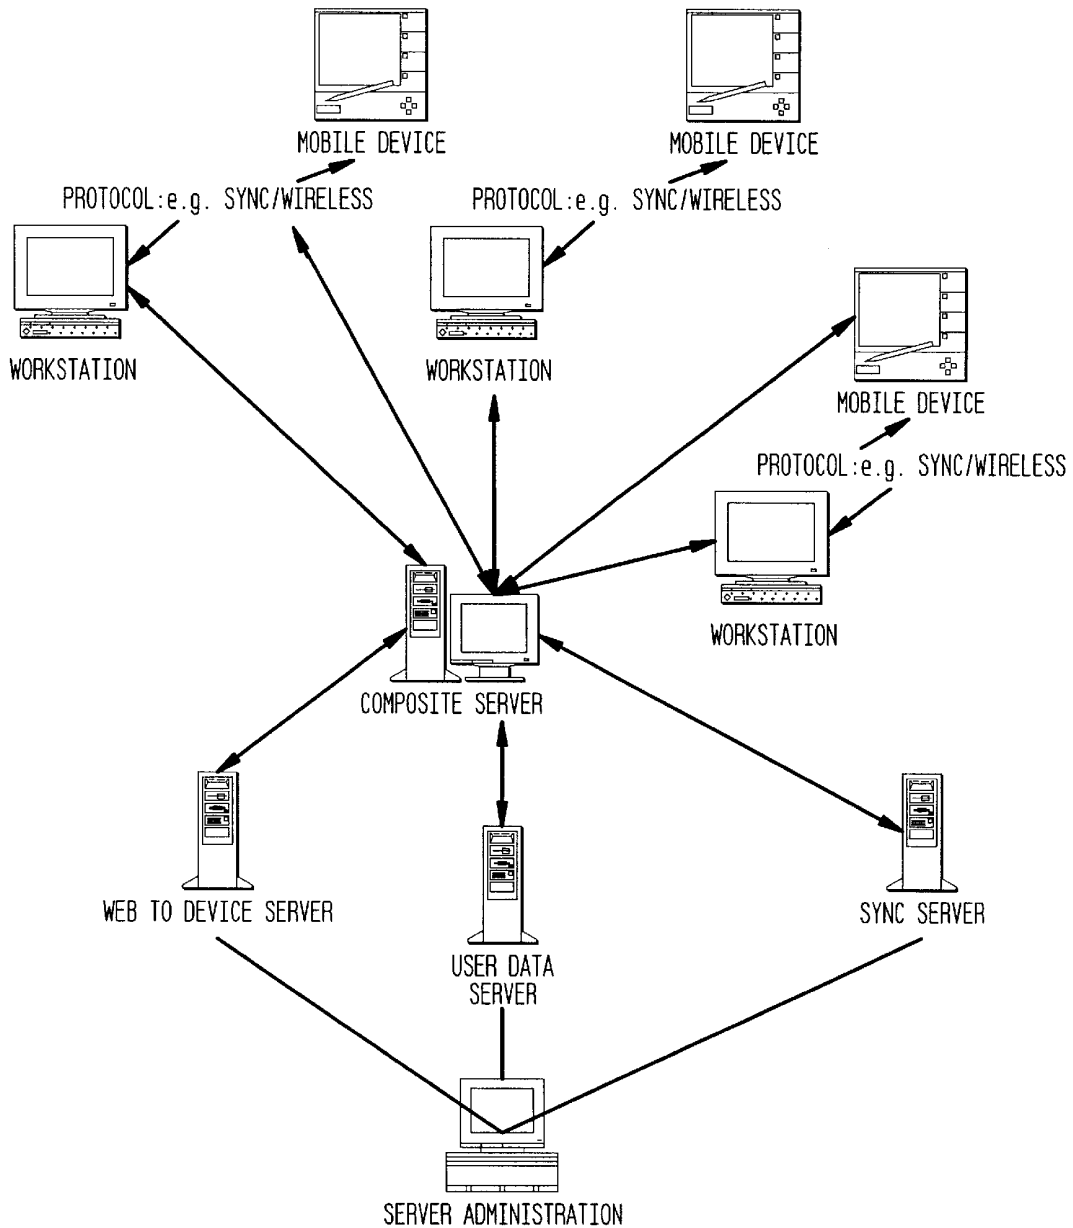 MOBILE DEVICE
MOBILE DEVICE
PROTOCOL:e.g. SYNC/WIRELESS
PROTOCOL:e.g. SYNC/WIRELESS
WORKSTATION
WORKSTATION
MOBILE DEVICE
PROTOCOL:e.g. SYNC/WIRELESS
WORKSTATION
COMPOSITE SERVER
WEB TO DEVICE SERVER
SYNC SERVER
USER DATA
SERVER
SERVER ADMINISTRATION